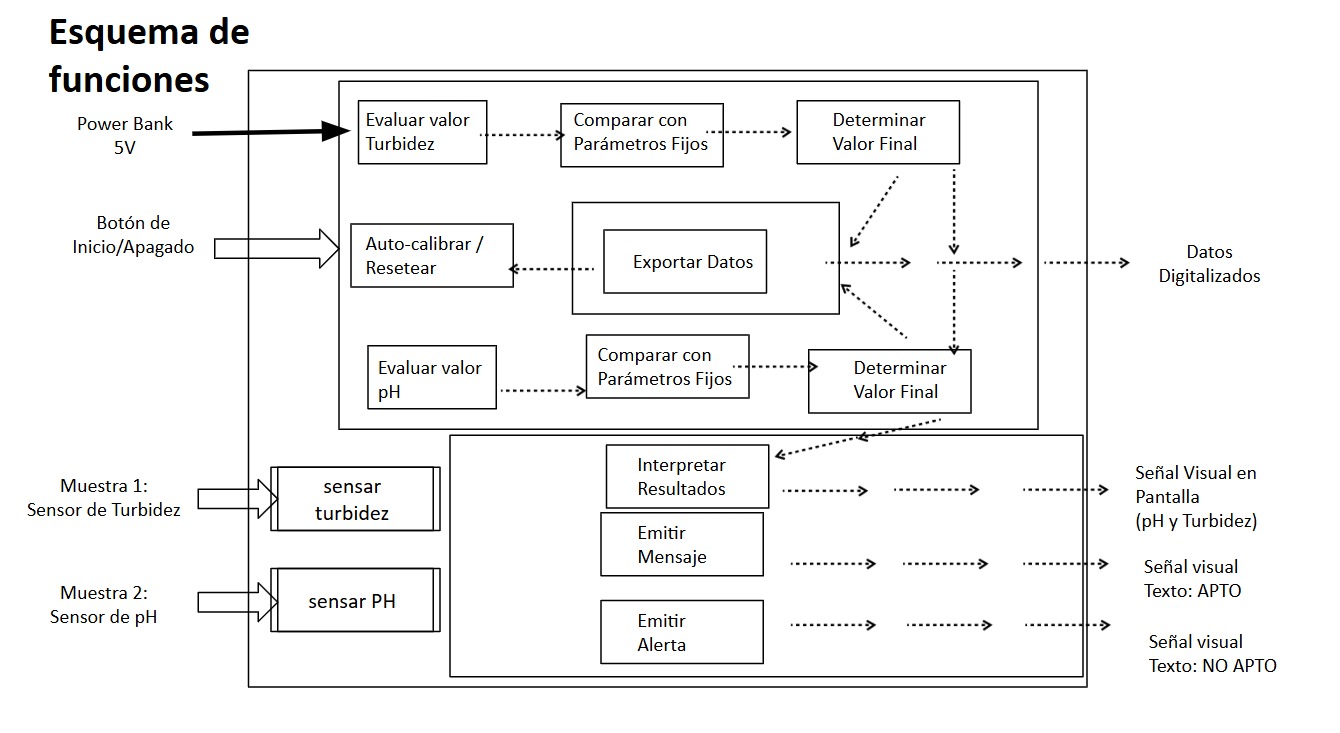 Esquema de
funciones
Power Bank
5V
Evaluar valor
Turbidez
Comparar con
Parámetros Fijos
Determinar
Valor Final
Botón de
Inicio/Apagado
Auto-calibrar /
Resetear
Exportar Datos
Datos
Digitalizados
Evaluar valor
pH
Comparar con
Parámetros Fijos
Determinar
Valor Final
Muestra 1:
Sensor de Turbidez
sensar
turbidez
Interpretar
Resultados
Señal Visual en
Pantalla
(pH y Turbidez)
Emitir
Mensaje
Señal visual
Texto: APTO
Muestra 2:
Sensor de pH
sensar PH
Emitir
Alerta
Señal visual
Texto: NO APTO